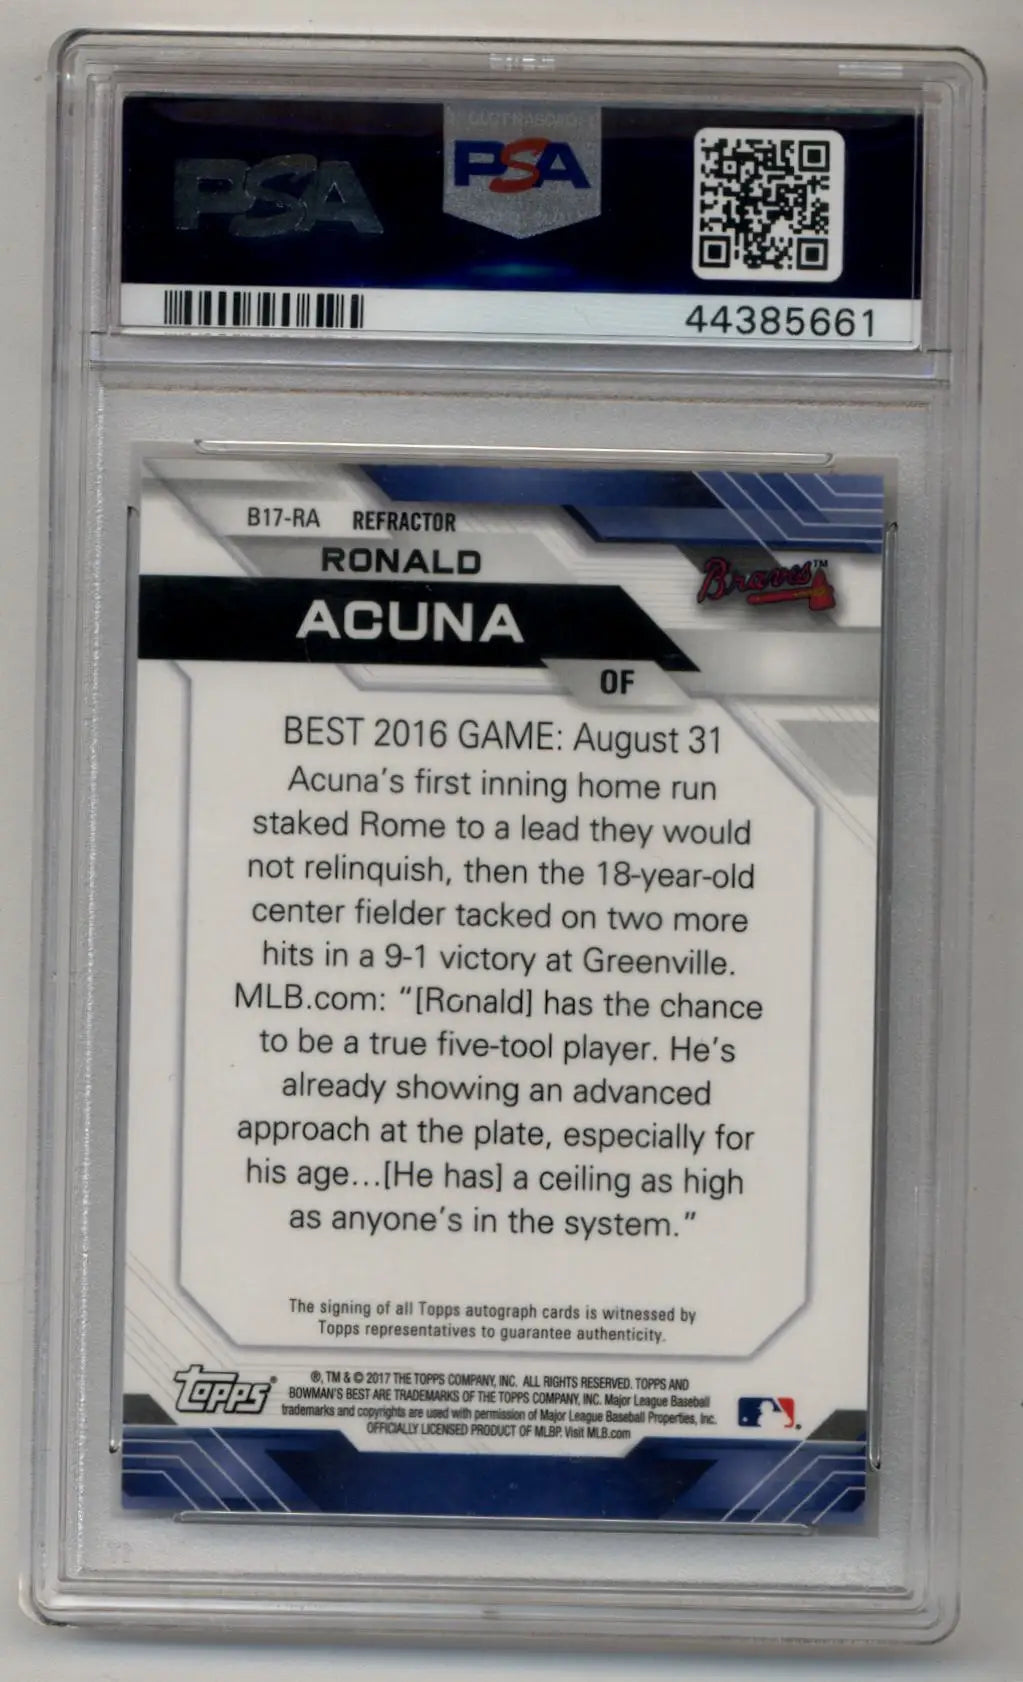 PSA
PSA
44385661
B17-RA REFRACTOR
RONALD
ACUNA
Braves™
OF
BEST 2016 GAME: August 31
Acuna's first inning home run
staked Rome to a lead they would
not relinquish, then the 18-year-old
center fielder tacked on two more
hits in a 9-1 victory at Greenville.
MLB.com: "[Ronald] has the chance
to be a true five-tool player. He's
already showing an advanced
approach at the plate, especially for
his age...[He has] a ceiling as high
as anyone's in the system."
The signing of all Topps autograph cards is witnessed by
Topps representatives to guarantee authenticity.
topps®
®, TM & © 2017 THE TOPPS COMPANY, INC. ALL RIGHTS RESERVED. TOPPS AND
BOWMAN'S BEST ARE TRADEMARKS OF THE TOPPS COMPANY, INC. Major League Baseball
trademarks and copyrights are used with permission of Major League Baseball Properties, Inc.
OFFICIALLY LICENSED PRODUCT OF MLBP. Visit MLB.com